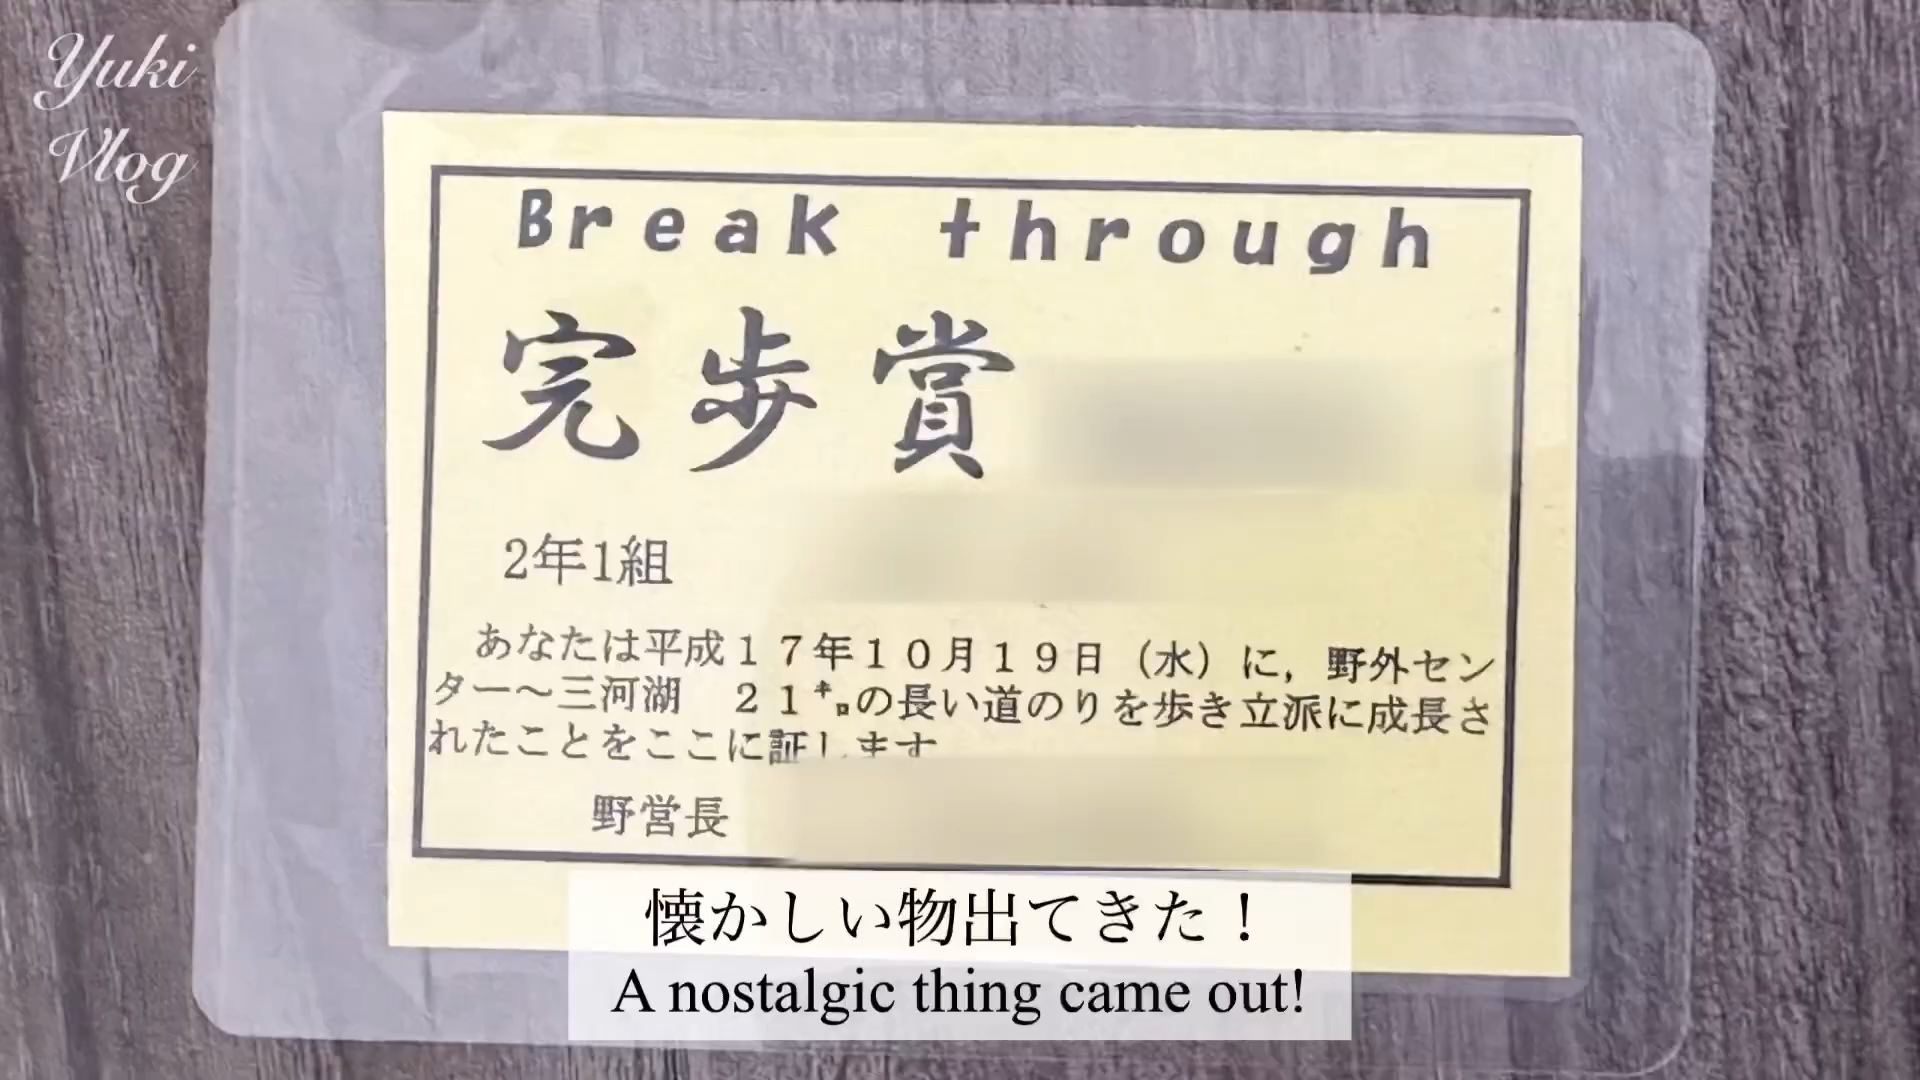 Yuki
Vlog
Break through
完歩賞
2年1組
あなたは平成17年10月19日（水）に，野外セン
ター～三河湖　21㌔の長い道のりを歩き立派に成長さ
れたことをここに証します
野営長
懐かしい物出てきた！
A nostalgic thing came out!